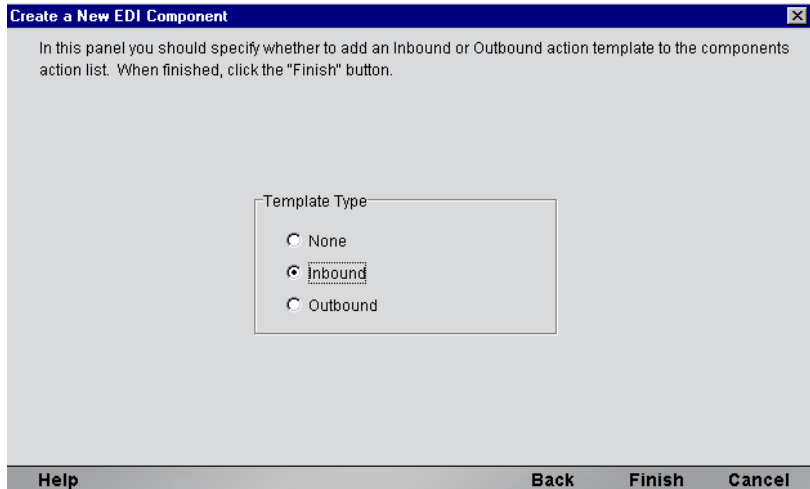 Create a New EDI Component
In this panel you should specify whether to add an Inbound or Outbound action template to the components
action list. When finished, click the "Finish" button.
Template Type
None
Inbound
Outbound
Help Back Finish Cancel